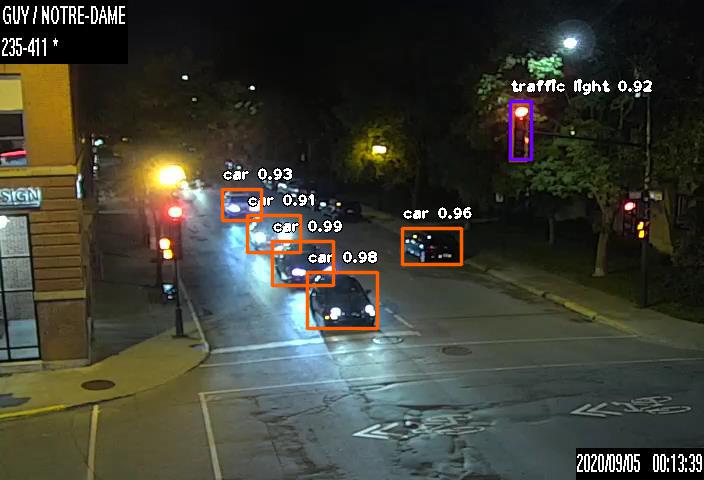 GUY / NOTRE-DAME
235-411 *
traffic light 0.92
car 0.93
car 0.91
car 0.96
car 0.99
car 0.98
SIGN
2020/09/05 00:13:39